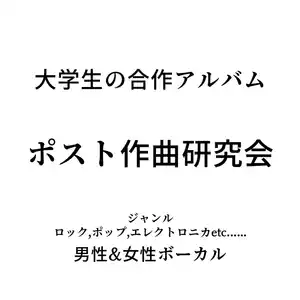 大学生の合作アルバム
ポスト作曲研究会
ジャンル
ロック,ポップ,エレクトロニカetc......
男性&女性ボーカル